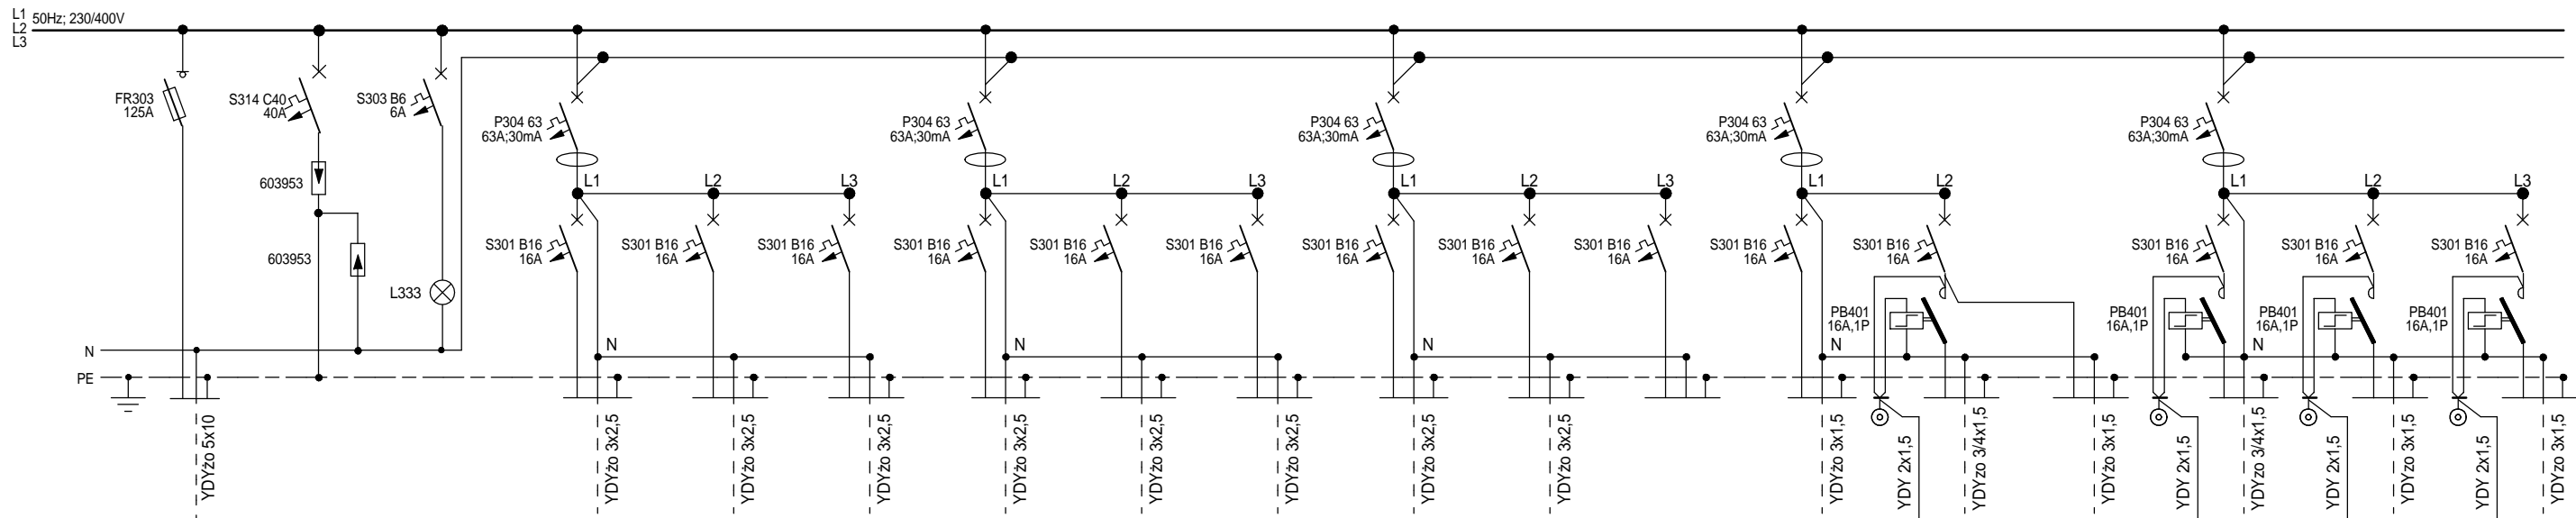 L1
L2
L3
50Hz; 230/400V
FR303
125A
S314 C40
40A
S303 B6
6A
P304 63
63A;30mA
P304 63
63A;30mA
P304 63
63A;30mA
P304 63
63A;30mA
P304 63
63A;30mA
603953
603953
L333
L1
L2
L3
L1
L2
L3
L1
L2
L3
L1
L2
L1
L2
L3
S301 B16
16A
S301 B16
16A
S301 B16
16A
S301 B16
16A
S301 B16
16A
S301 B16
16A
S301 B16
16A
S301 B16
16A
S301 B16
16A
S301 B16
16A
S301 B16
16A
S301 B16
16A
S301 B16
16A
S301 B16
16A
PB401
16A,1P
PB401
16A,1P
PB401
16A,1P
PB401
16A,1P
N
N
N
N
N
N
PE
YDYżo 5x10
YDYżo 3x2,5
YDYżo 3x2,5
YDYżo 3x2,5
YDYżo 3x2,5
YDYżo 3x2,5
YDYżo 3x2,5
YDYżo 3x2,5
YDYżo 3x2,5
YDYżo 3x1,5
YDY 2x1,5
YDYżo 3/4x1,5
YDYżo 3x1,5
YDY 2x1,5
YDYżo 3/4x1,5
YDY 2x1,5
YDYżo 3x1,5
YDY 2x1,5
YDYżo 3x1,5